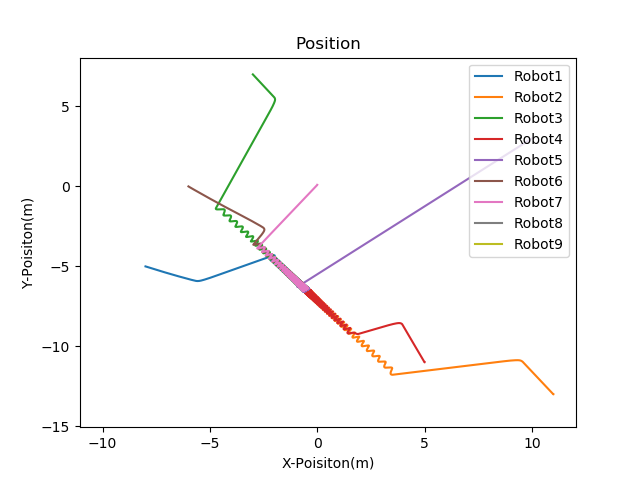 Position
Robot1
Robot2
Robot3
Robot4
Robot5
Robot6
Robot7
Robot8
Robot9
5
0
−5
−10
−15
Y-Poisiton(m)
−10
−5
0
5
10
X-Poisiton(m)